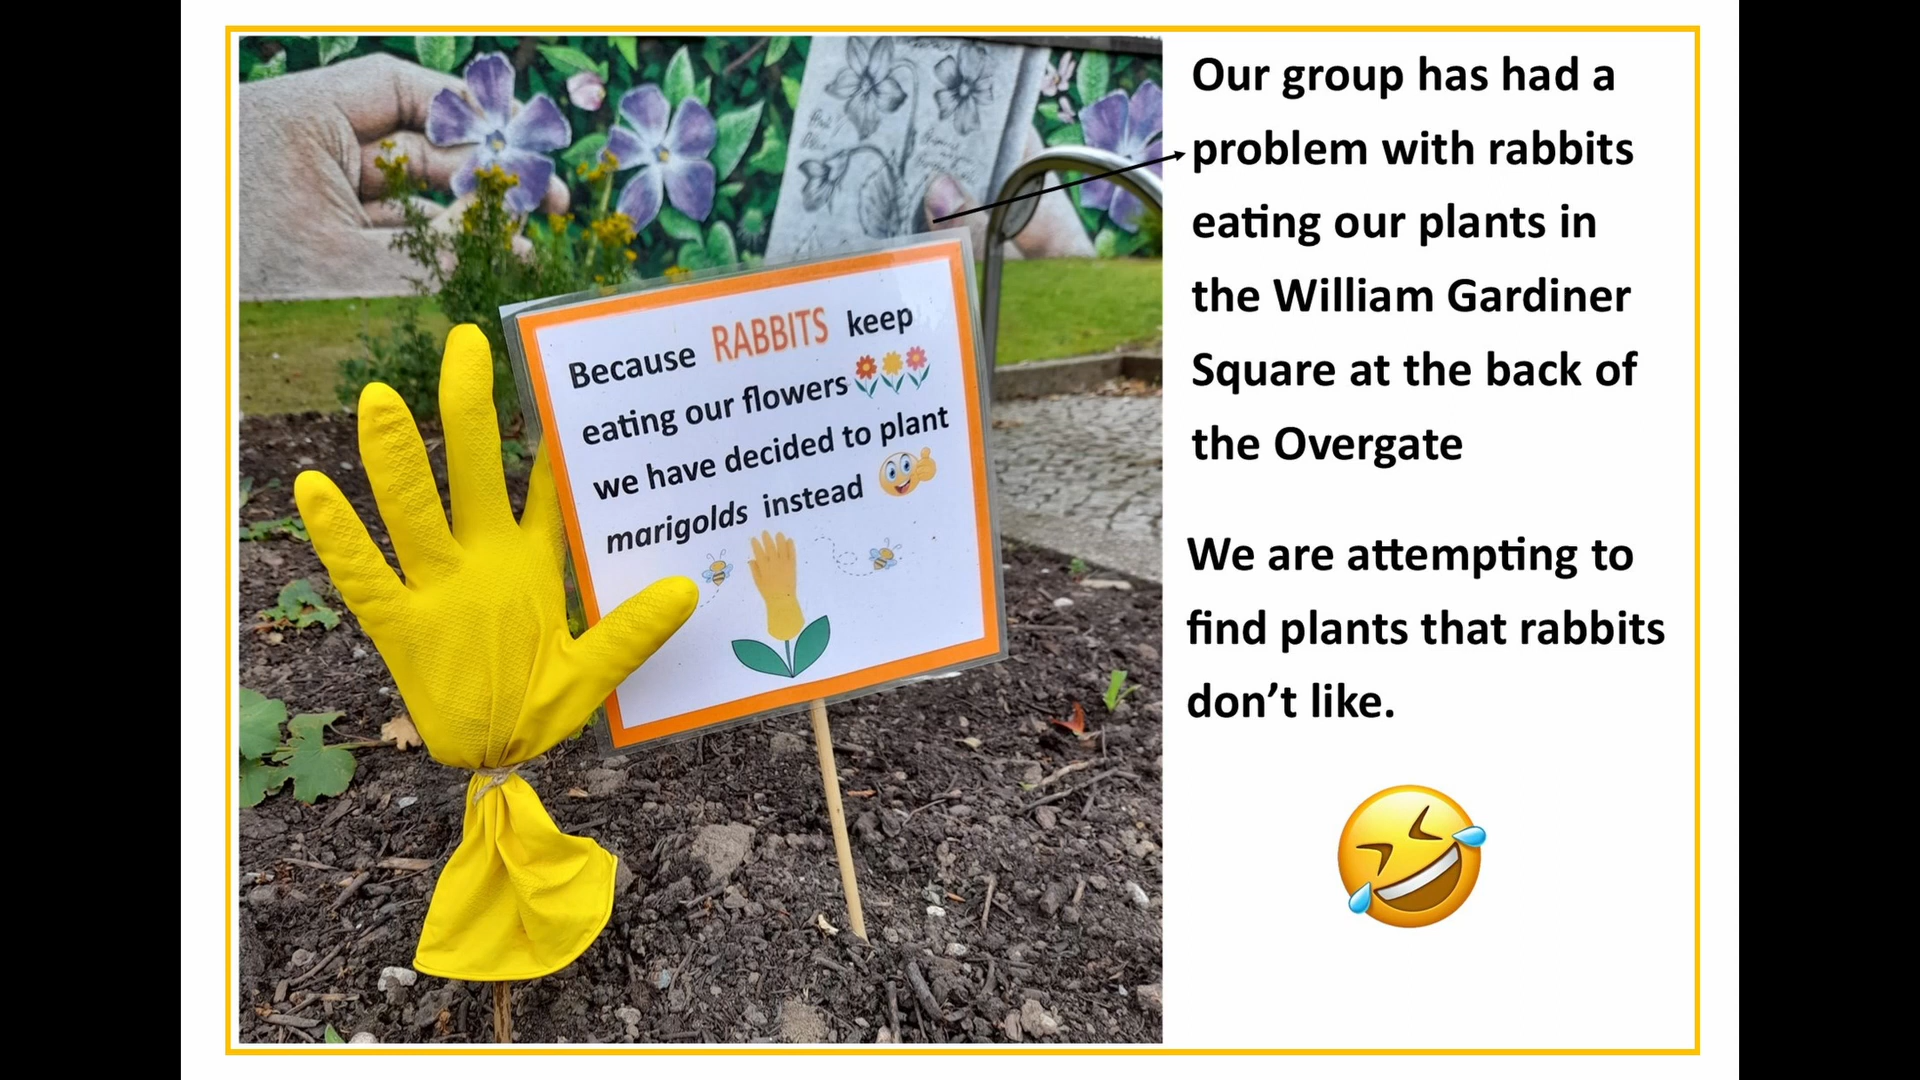 Our group has had a
problem with rabbits
eating our plants in
the William Gardiner
Square at the back of
the Overgate
We are attempting to
find plants that rabbits
don’t like.
Because RABBITS keep
eating our flowers
we have decided to plant
marigolds instead